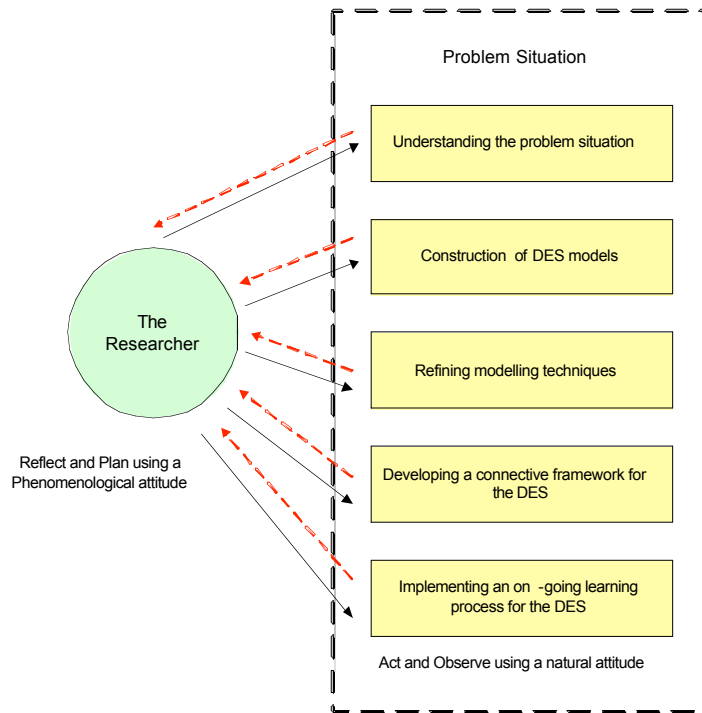 Problem Situation
Understanding the problem situation
Construction of DES models
The
Researcher
Refining modelling techniques
Reflect and Plan using a
Phenomenological attitude
Developing a connective framework for
the DES
Implementing an on -going learning
process for the DES
Act and Observe using a natural attitude